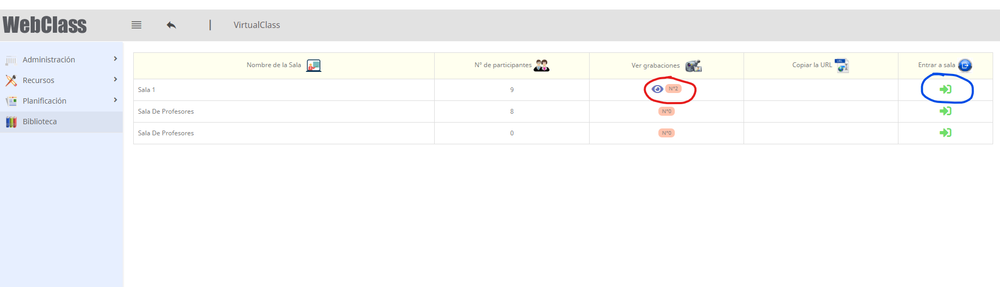 WebClass
VirtualClass
Administración
Recursos
Planificación
Biblioteca
Nombre de la Sala N° de participantes Ver grabaciones Copiar la URL URL Entrar a sala
Sala 1 9 N°2
Sala De Profesores 8 N°0
Sala De Profesores 0 N°0